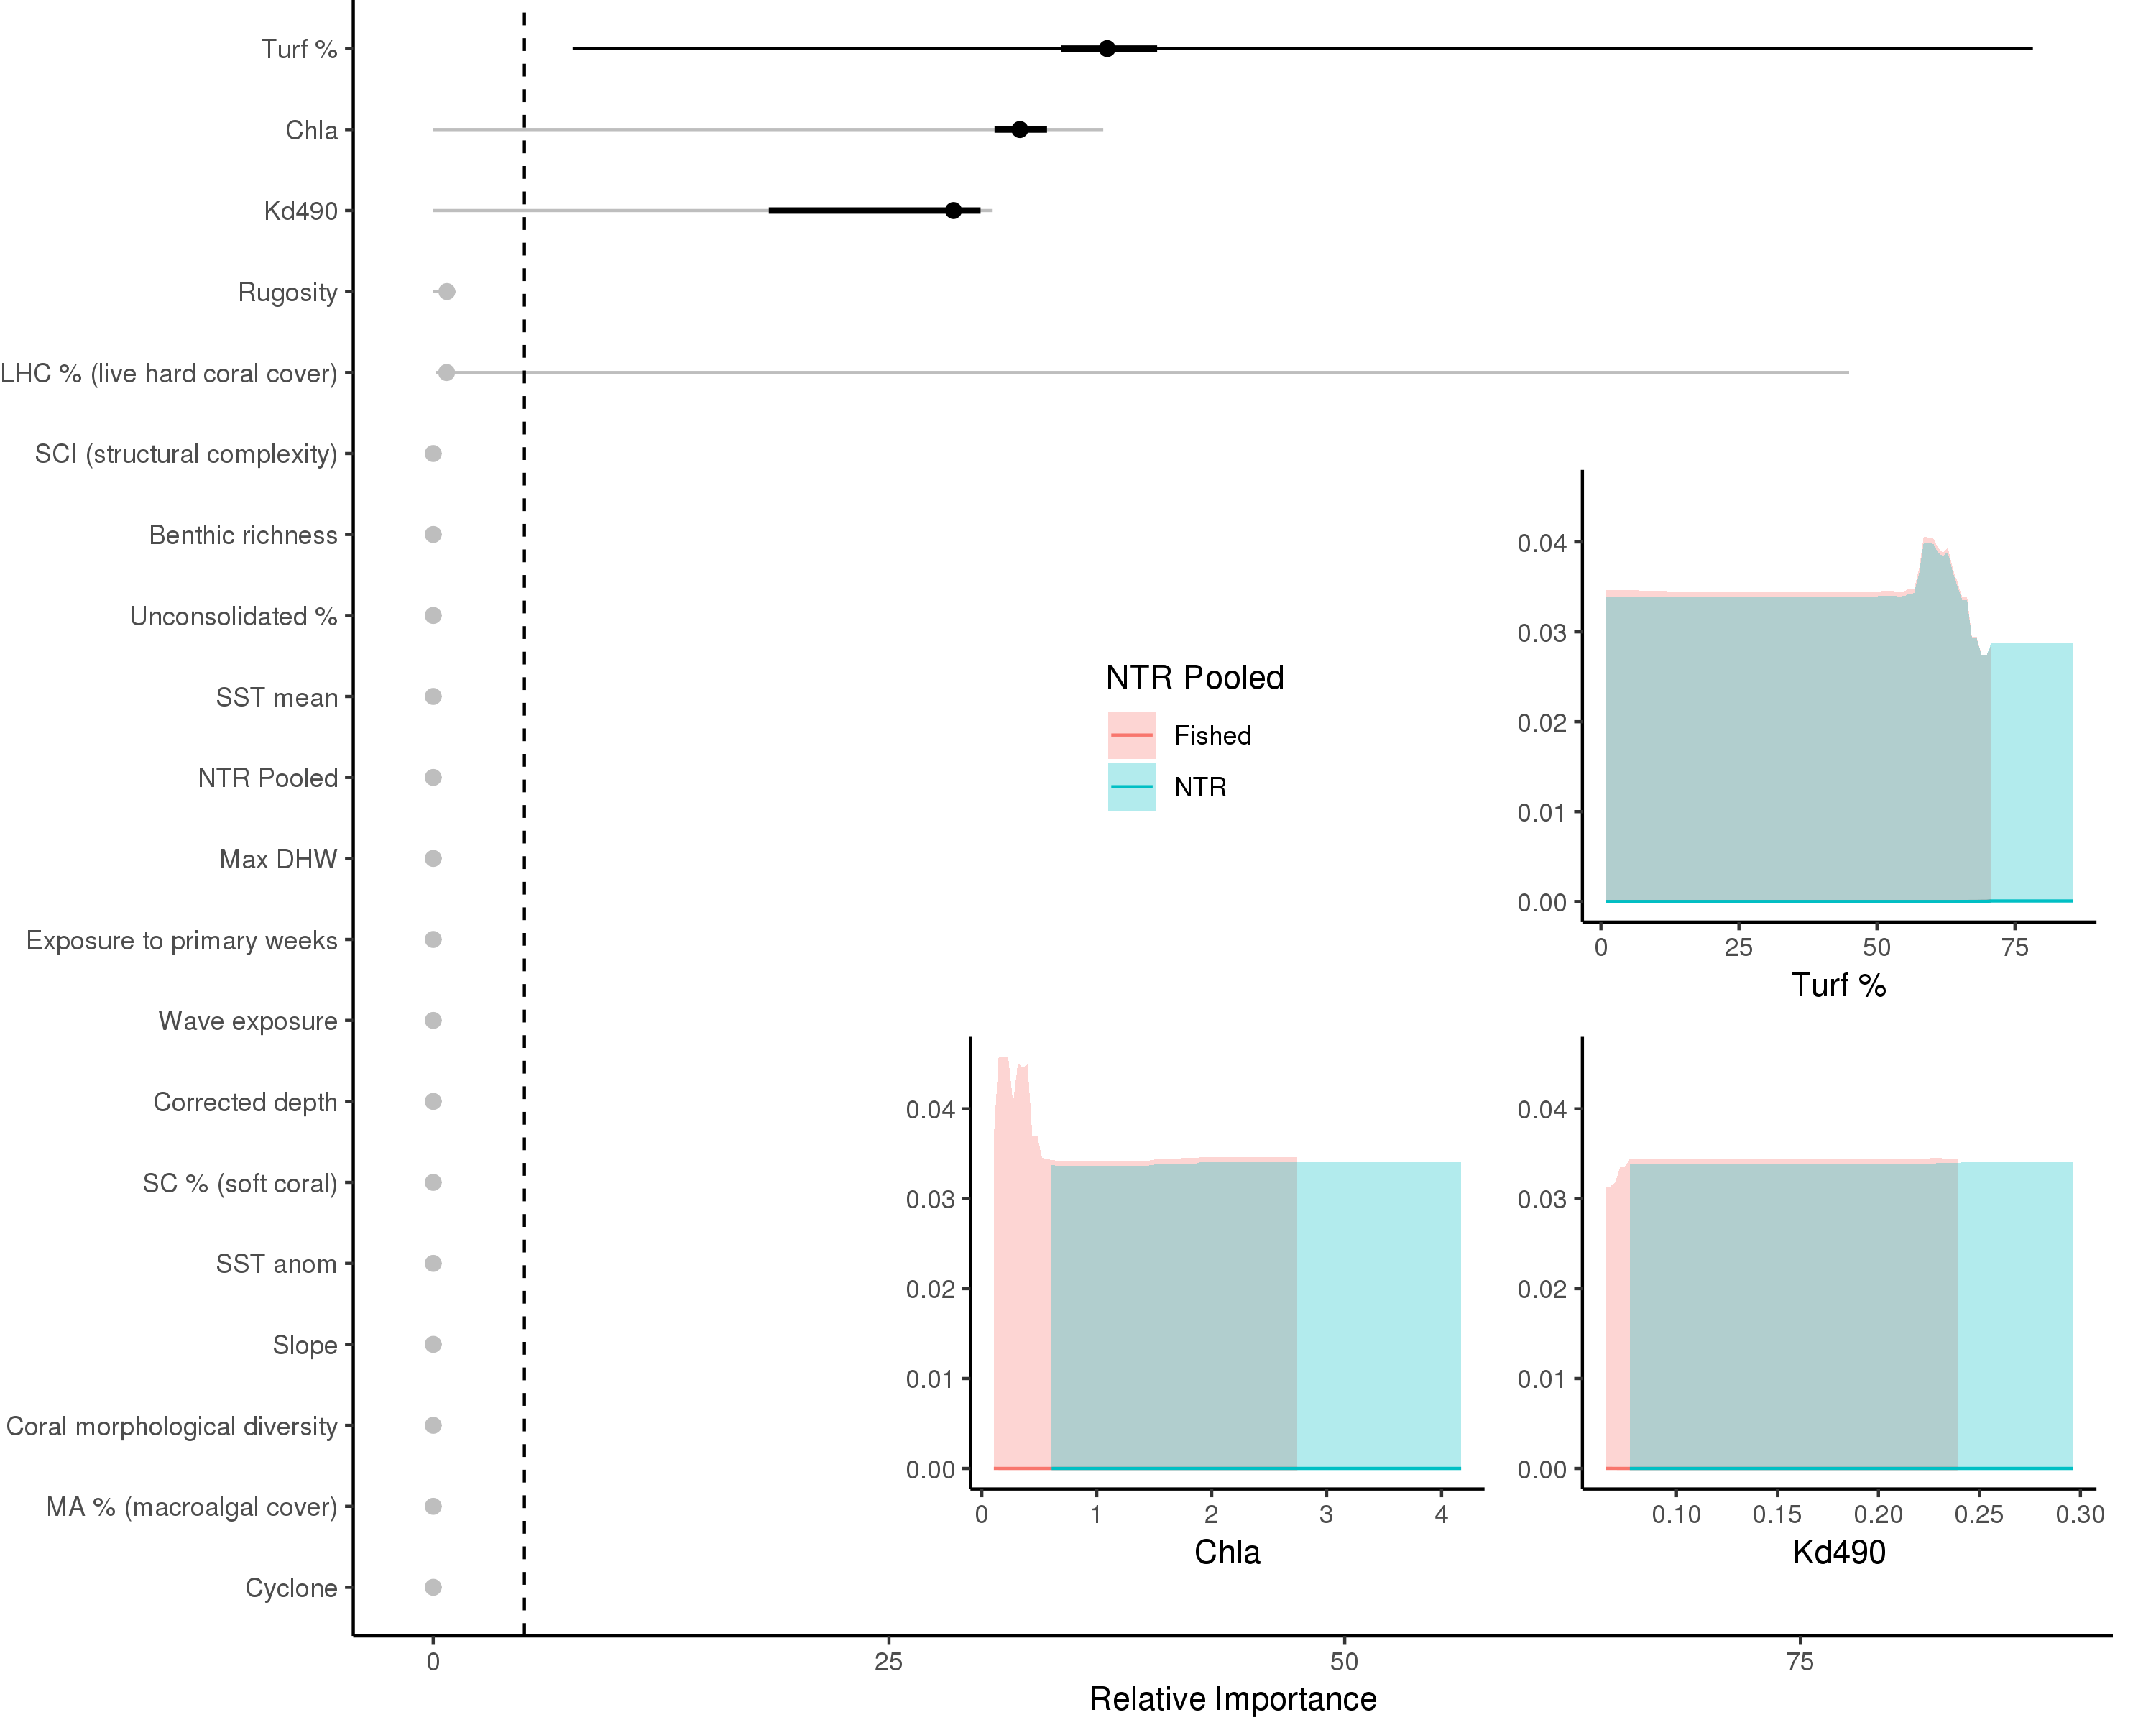 Turf %
Chla
Kd490
Rugosity
LHC % (live hard coral cover)
SCI (structural complexity)
Benthic richness
Unconsolidated %
SST mean
NTR Pooled
Max DHW
Exposure to primary weeks
Wave exposure
Corrected depth
SC % (soft coral)
SST anom
Slope
Coral morphological diversity
MA % (macroalgal cover)
Cyclone
0 25 50 75
Relative Importance
NTR Pooled
Fished
NTR
0.04
0.03
0.02
0.01
0.00
0 25 50 75
Turf %
0.04
0.03
0.02
0.01
0.00
0 1 2 3 4
Chla
0.04
0.03
0.02
0.01
0.00
0.10 0.15 0.20 0.25 0.30
Kd490